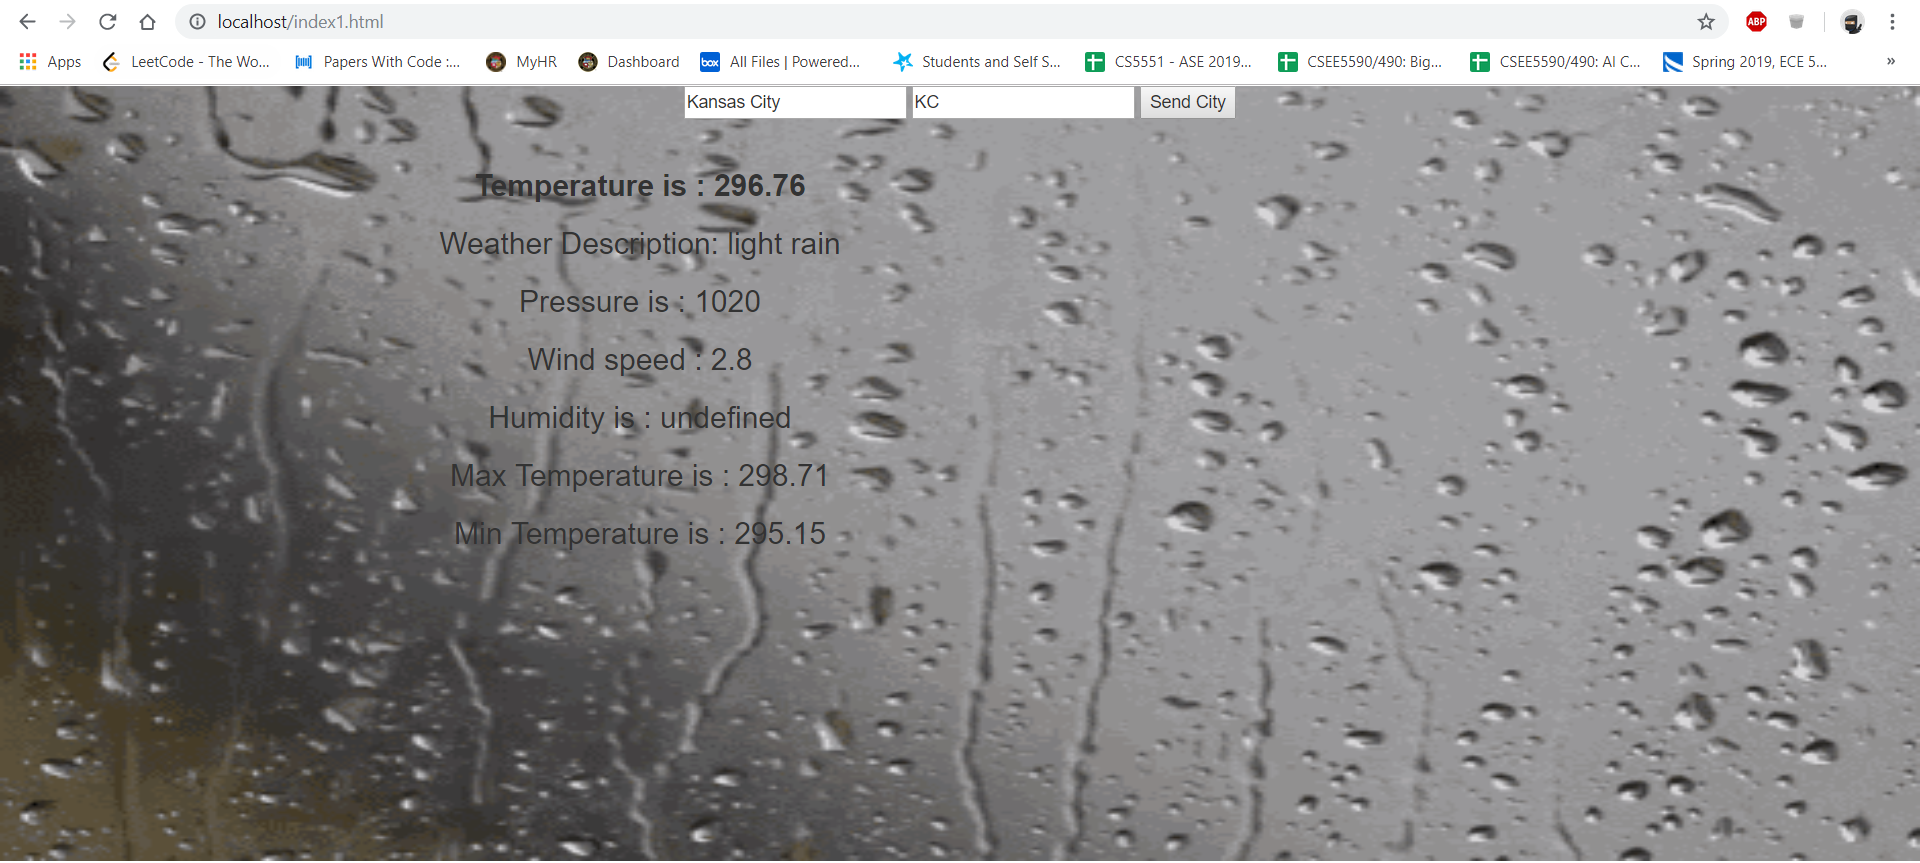 localhost/index1.html
ABP
Apps LeetCode - The Wo... Papers With Code :... MyHR Dashboard box All Files | Powered... Students and Self S... CS5551 - ASE 2019... CSEE5590/490: Big... CSEE5590/490: AI C... Spring 2019, ECE 5... »
Kansas City KC Send City
Temperature is : 296.76
Weather Description: light rain
Pressure is : 1020
Wind speed : 2.8
Humidity is : undefined
Max Temperature is : 298.71
Min Temperature is : 295.15